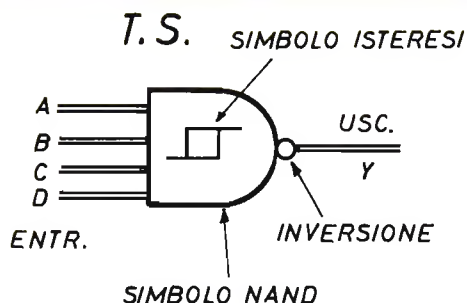 T. S.
SIMBOLO ISTERESI
A
B
C
D
USC.
Y
ENTR.
INVERSIONE
SIMBOLO NAND